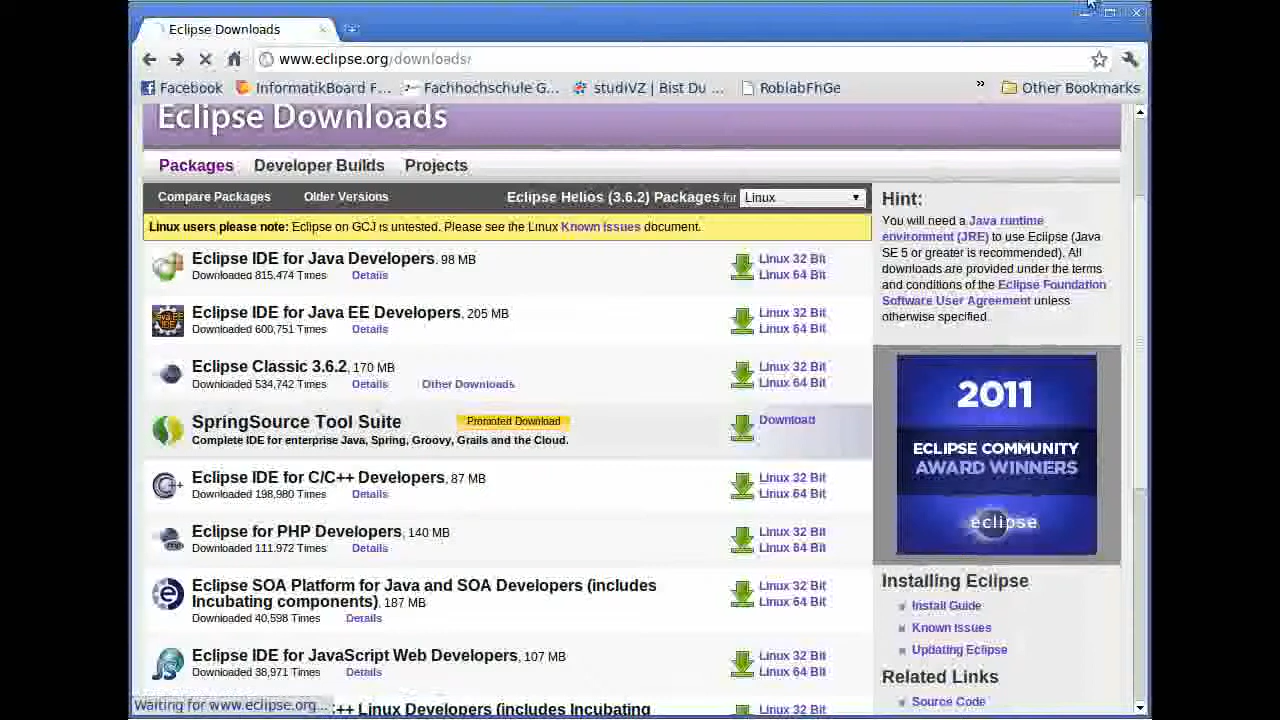 Eclipse Downloads
www.eclipse.org/downloads/
Facebook InformatikBoard F... Fachhochschule G... studiVZ | Bist Du ... RoblabFhGe » Other Bookmarks
Eclipse Downloads
Packages Developer Builds Projects
Compare Packages Older Versions Eclipse Helios (3.6.2) Packages for Linux
Linux users please note: Eclipse on GCJ is untested. Please see the Linux Known Issues document.
Eclipse IDE for Java Developers, 98 MB
Downloaded 815,474 Times Details
Linux 32 Bit
Linux 64 Bit
Eclipse IDE for Java EE Developers, 205 MB
Downloaded 600,751 Times Details
Linux 32 Bit
Linux 64 Bit
Java EE
IDE
Eclipse Classic 3.6.2, 170 MB
Downloaded 534,742 Times Details Other Downloads
Linux 32 Bit
Linux 64 Bit
SpringSource Tool Suite Promoted Download
Complete IDE for enterprise Java, Spring, Groovy, Grails and the Cloud.
Download
Eclipse IDE for C/C++ Developers, 87 MB
Downloaded 198,980 Times Details
Linux 32 Bit
Linux 64 Bit
Eclipse for PHP Developers, 140 MB
Downloaded 111,972 Times Details
Linux 32 Bit
Linux 64 Bit
Eclipse SOA Platform for Java and SOA Developers (includes
Incubating components), 187 MB
Downloaded 40,598 Times Details
Linux 32 Bit
Linux 64 Bit
Eclipse IDE for JavaScript Web Developers, 107 MB
Downloaded 38,971 Times Details
Linux 32 Bit
Linux 64 Bit
:++ Linux Developers (includes Incubating
Linux 32 Bit
Waiting for www.eclipse.org...
Hint:
You will need a Java runtime
environment (JRE) to use Eclipse (Java
SE 5 or greater is recommended). All
downloads are provided under the terms
and conditions of the Eclipse Foundation
Software User Agreement unless
otherwise specified.
2011
ECLIPSE COMMUNITY
AWARD WINNERS
eclipse
Installing Eclipse
Install Guide
Known Issues
Updating Eclipse
Related Links
Source Code